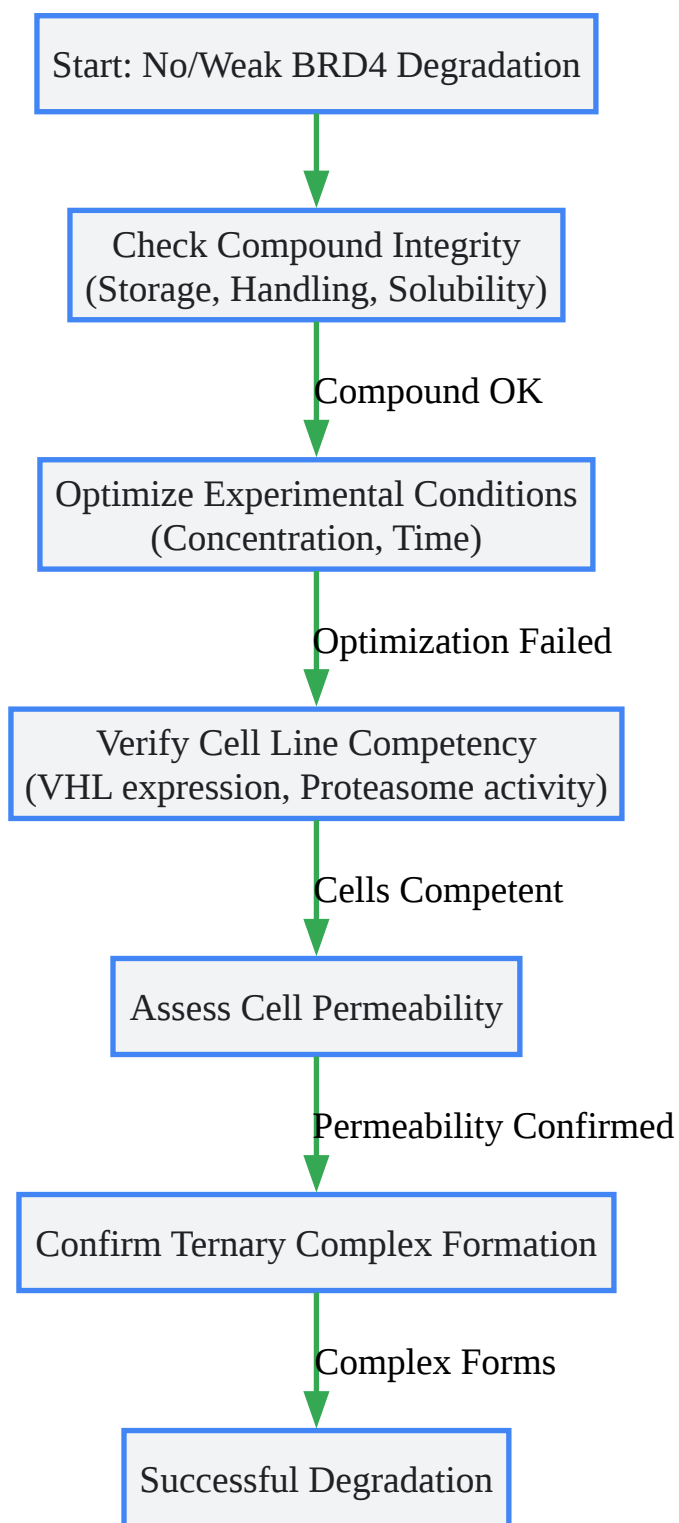 Start: No/Weak BRD4 Degradation
Check Compound Integrity
(Storage, Handling, Solubility)
Compound OK
Optimize Experimental Conditions
(Concentration, Time)
Optimization Failed
Verify Cell Line Competency
(VHL expression, Proteasome activity)
Cells Competent
Assess Cell Permeability
Permeability Confirmed
Confirm Ternary Complex Formation
Complex Forms
Successful Degradation